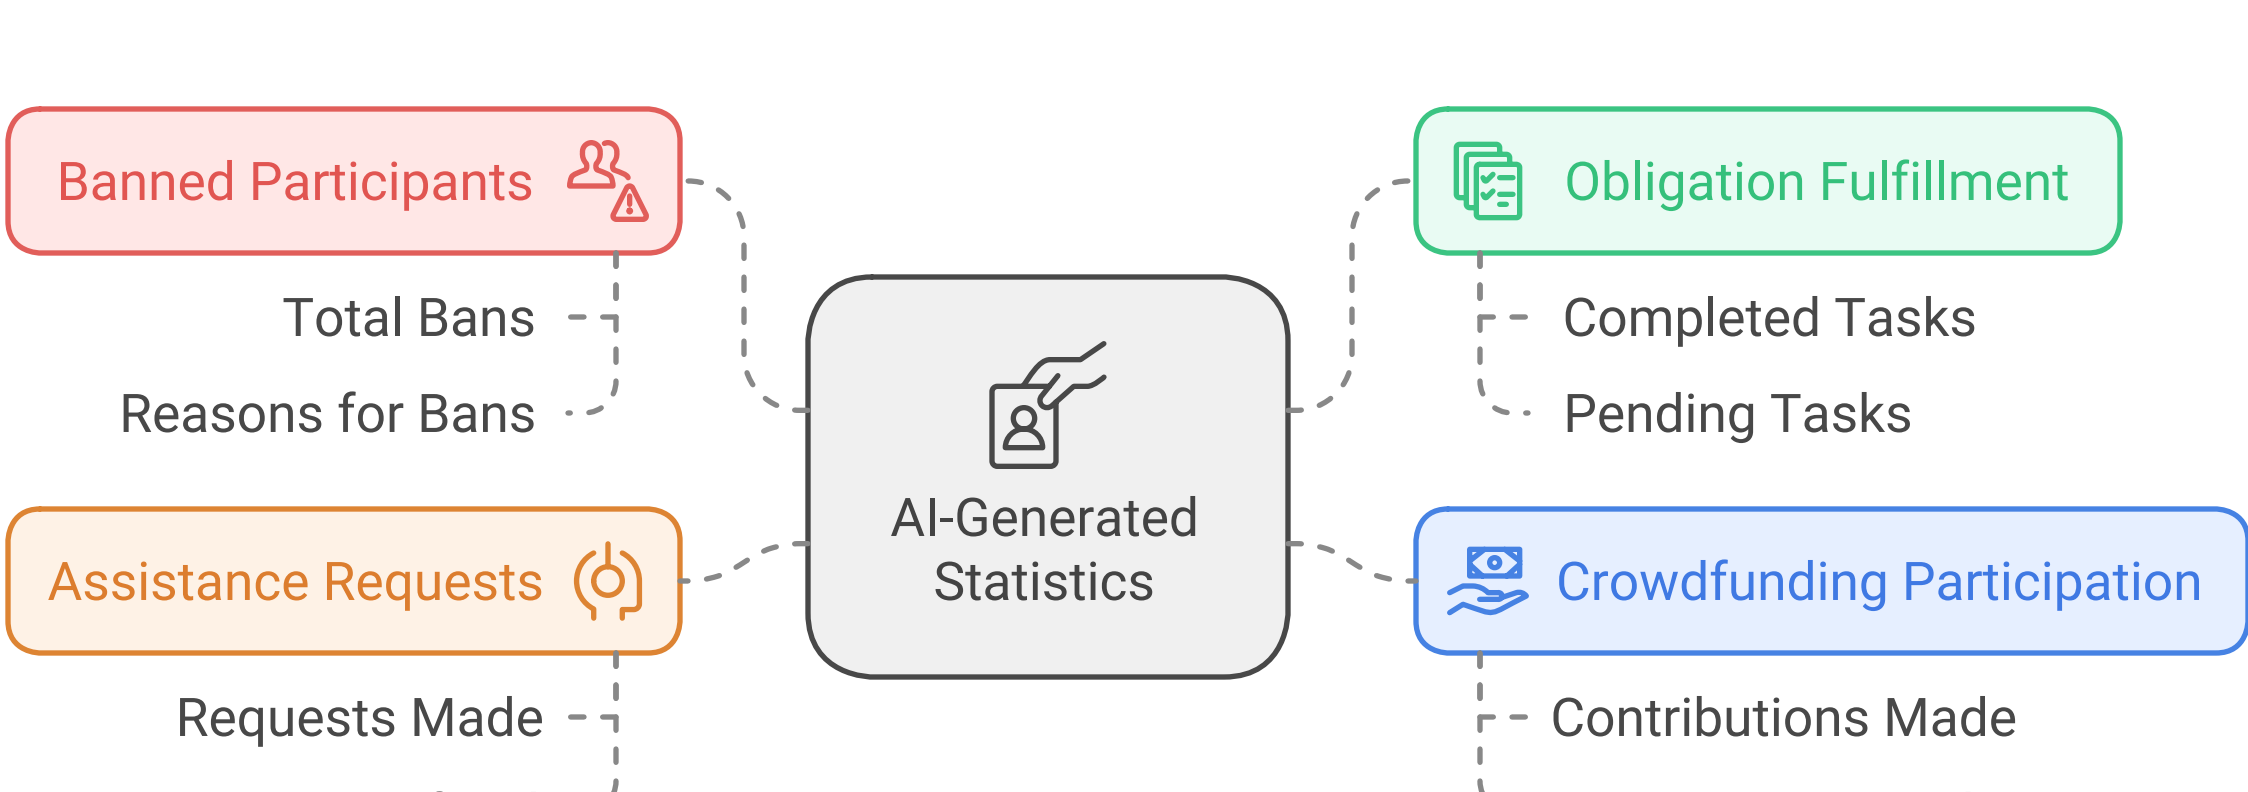 Banned Participants
Total Bans
Reasons for Bans
Assistance Requests
Requests Made
AI-Generated
Statistics
Obligation Fulfillment
Completed Tasks
Pending Tasks
Crowdfunding Participation
Contributions Made